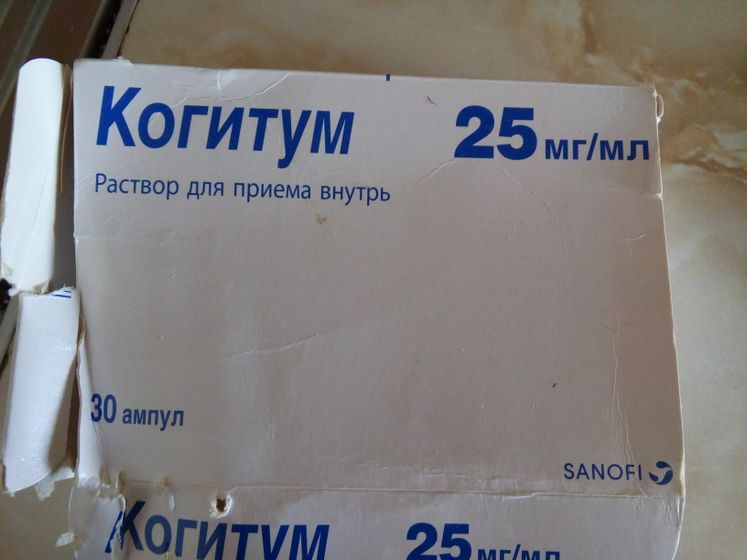 Когитум 25 мг/мл
Раствор для приема внутрь
30 ампул
SANOFI
Когитум 25 мг/мл